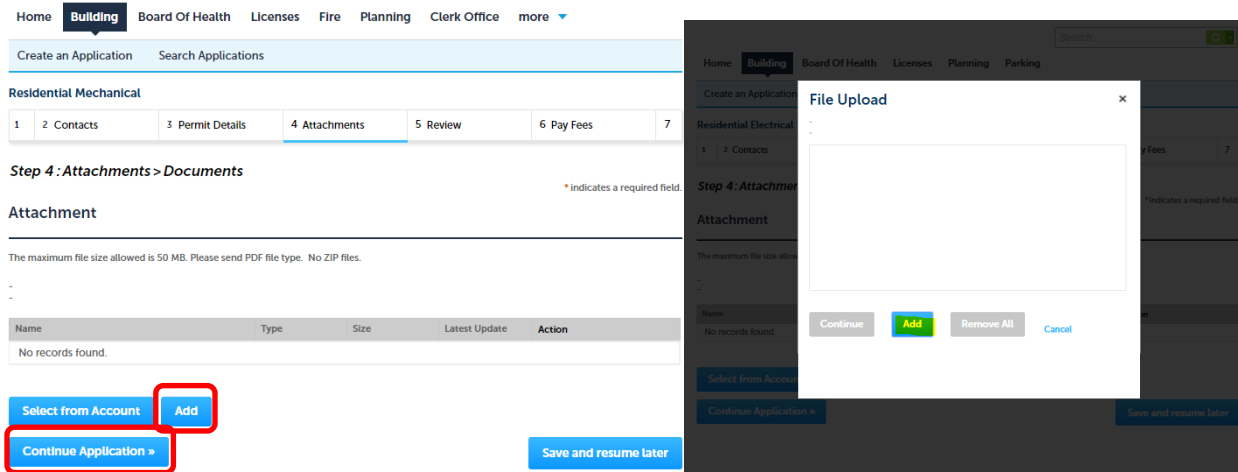 Home Building Board Of Health Licenses Fire Planning Clerk Office more
Create an Application Search Applications
Residential Mechanical
1 2 Contacts 3 Permit Details 4 Attachments 5 Review 6 Pay Fees 7
Step 4 : Attachments > Documents
* indicates a required field.
Attachment
The maximum file size allowed is 50 MB. Please send PDF file type. No ZIP files.
-
-
Name Type Size Latest Update Action
No records found.
Select from Account Add
Continue Application » Save and resume later
Search...
Home Building Board Of Health Licenses Planning Parking
Create an Application
File Upload ×
-
-
Residential Electrical
1 2 Contacts y Fees 7
Step 4 : Attachmen
* indicates a required field
Attachment
The maximum file size allow
-
-
Name n
No records found.
Continue Add Remove All Cancel
Select from Accoun
Continue Application » Save and resume later